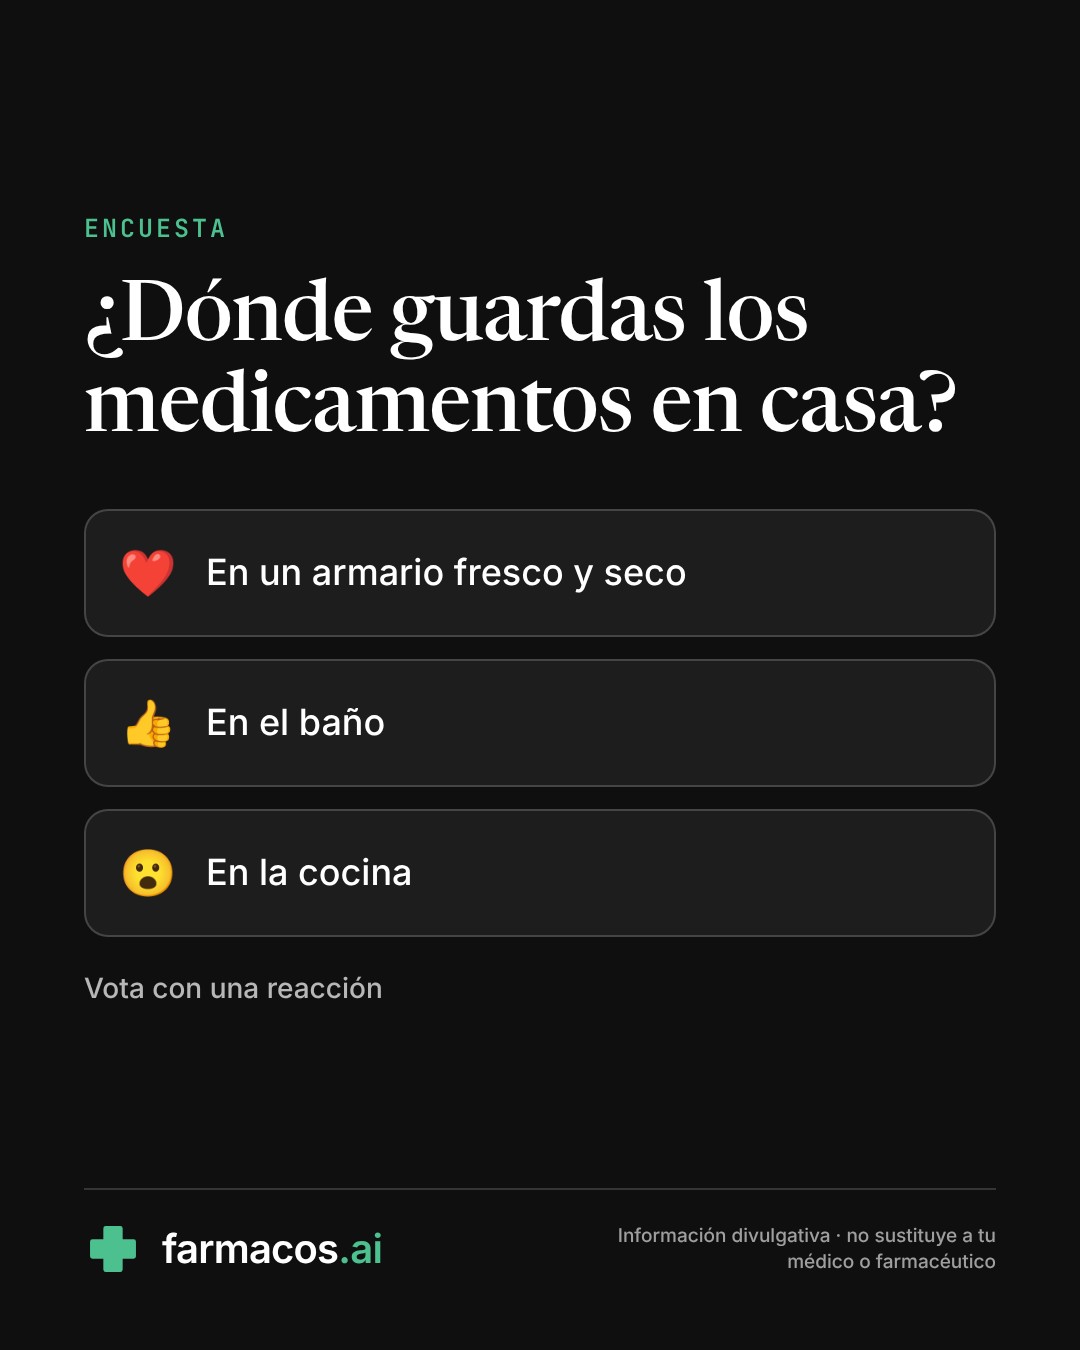 ENCUESTA
¿Dónde guardas los
medicamentos en casa?
❤️ En un armario fresco y seco
👍 En el baño
😮 En la cocina
Vota con una reacción
farmacos.ai
Información divulgativa · no sustituye a tu
médico o farmacéutico